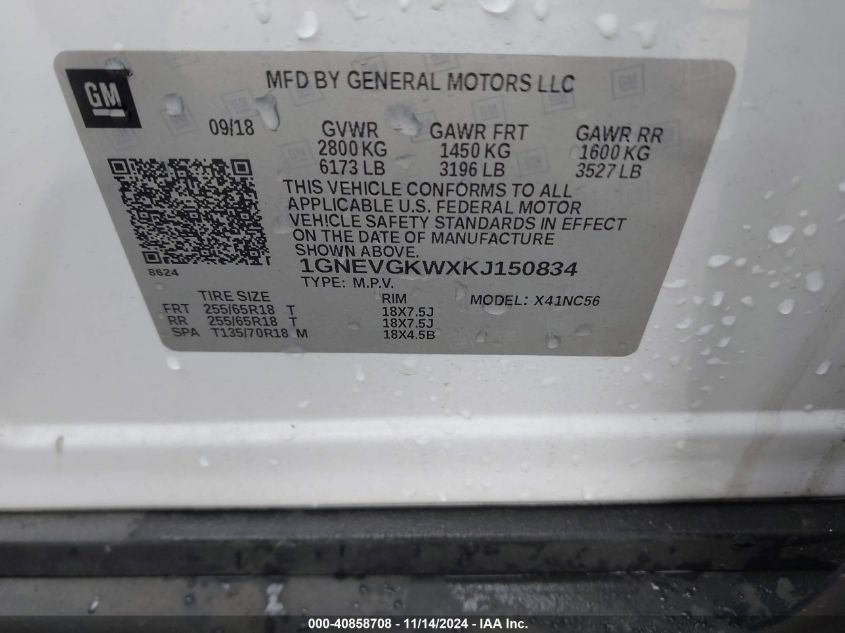 GM
MFD BY GENERAL MOTORS LLC
09/18 GVWR GAWR FRT GAWR RR
2800 KG 1450 KG 1600 KG
6173 LB 3196 LB 3527 LB
THIS VEHICLE CONFORMS TO ALL
APPLICABLE U.S. FEDERAL MOTOR
VEHICLE SAFETY STANDARDS IN EFFECT
ON THE DATE OF MANUFACTURE
SHOWN ABOVE.
8624 1GNEVGKWXKJ150834
TYPE: M.P.V.
TIRE SIZE RIM MODEL: X41NC56
FRT 255/65R18 T 18X7.5J
RR 255/65R18 T 18X7.5J
SPA T135/70R18 M 18X4.5B
000-40858708 - 11/14/2024 - IAA Inc.